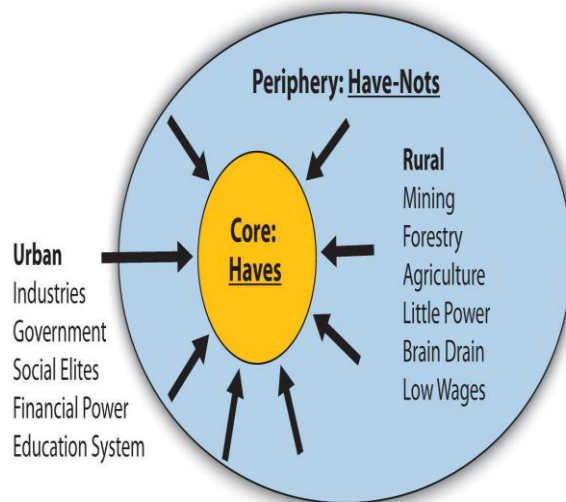 Periphery: Have-Nots
Core:
Haves
Rural
Mining
Forestry
Agriculture
Little Power
Brain Drain
Low Wages
Urban
Industries
Government
Social Elites
Financial Power
Education System